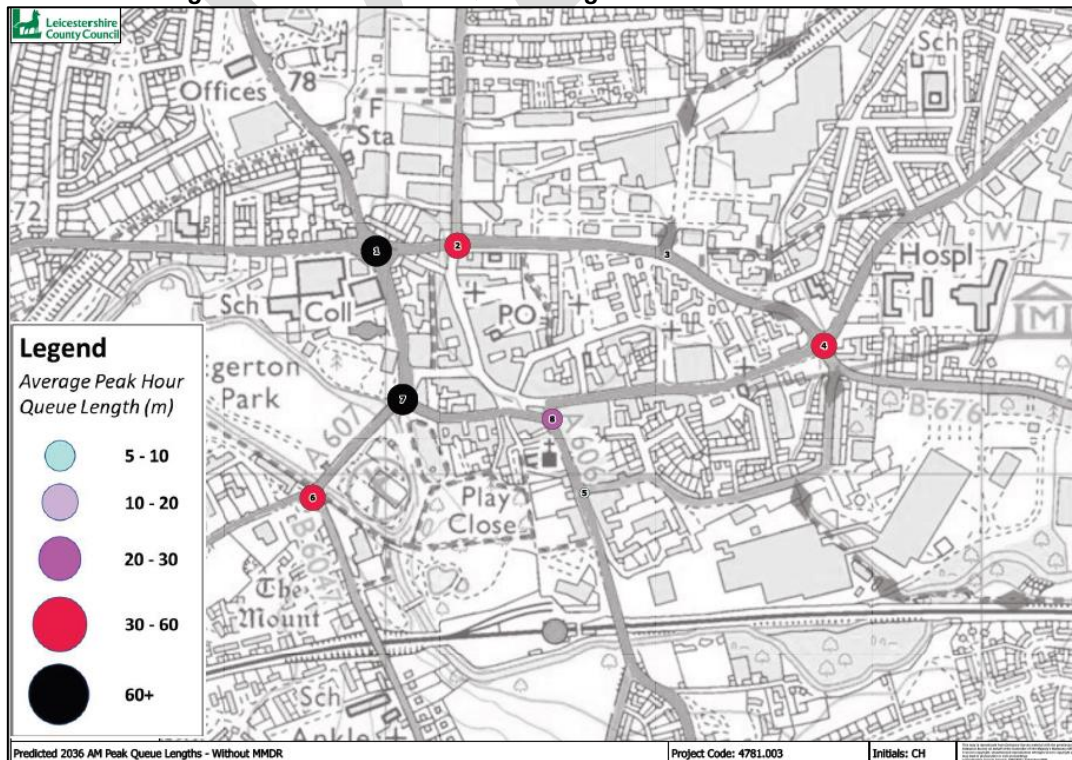 Leicestershire
County Council
Offices
78
F
Sta
Sch
72
1
2
3
W
Hospl
Sch
Coll
PO
M
4
Legend
Average Peak Hour
Queue Length (m)
5 - 10
10 - 20
20 - 30
30 - 60
60+
gerton
Park
A 607
7
8
A 606
B 676
5
6
Play
Close
B 6047
The
Mount
Sch
Predicted 2036 AM Peak Queue Lengths - Without MMDR
Project Code: 4781.003
Initials: CH